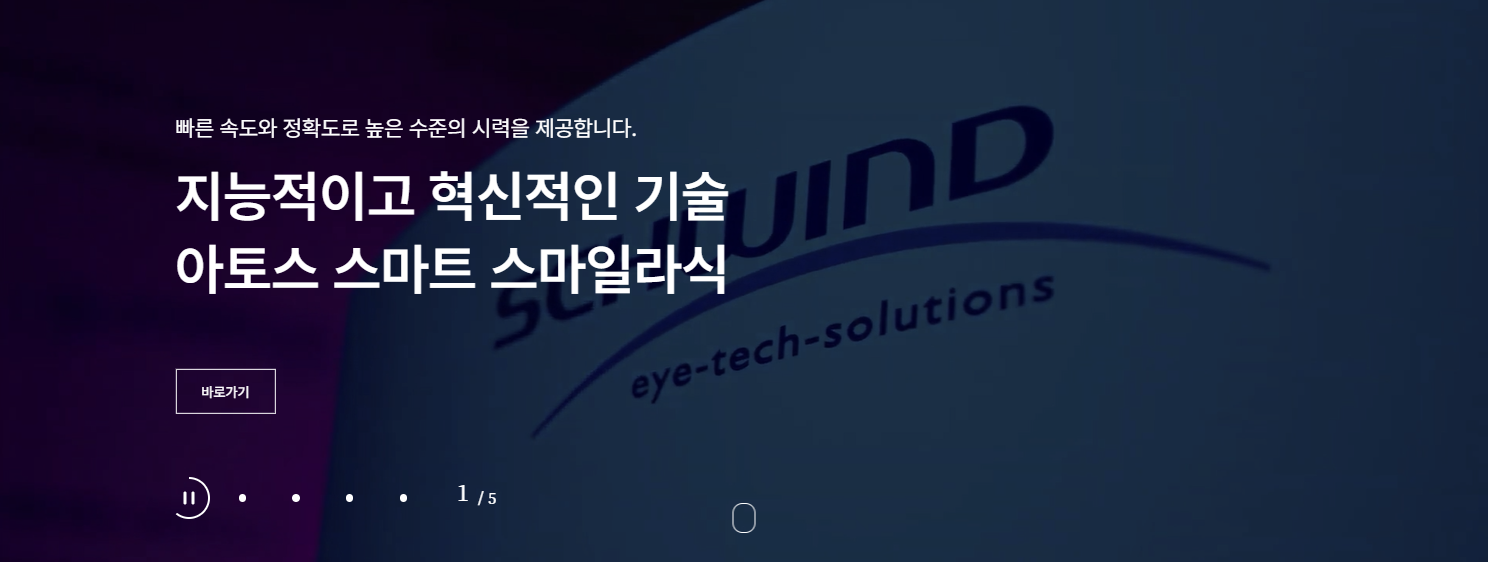 빠른 속도와 정확도로 높은 수준의 시력을 제공합니다.
지능적이고 혁신적인 기술
아토스 스마트 스마일라식
SCHWIND
eye-tech-solutions
바로가기
1 / 5